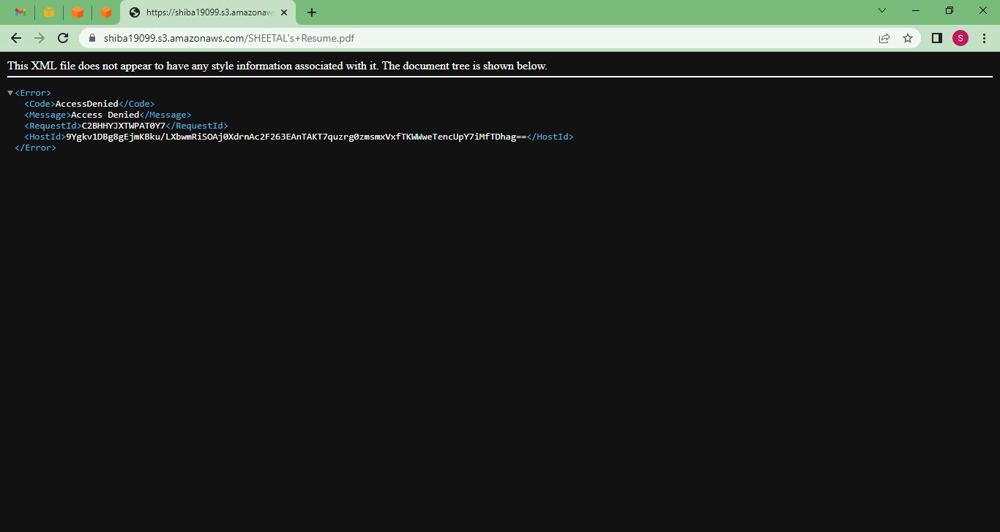 https://shiba19099.s3.amazonaws
shiba19099.s3.amazonaws.com/SHEETAL's+Resume.pdf
S
This XML file does not appear to have any style information associated with it. The document tree is shown below.
▼<Error>
<Code>AccessDenied</Code>
<Message>Access Denied</Message>
<RequestId>C2BHHYJXTWPAT0Y7</RequestId>
<HostId>9Ygkv1DBg8gEjmKBku/LXbwmRiSOAj0XdrnAc2F263EAnTAKT7quzrg0zmsmxVxfTKWWweTencUpY7iMfTDhag==</HostId>
</Error>